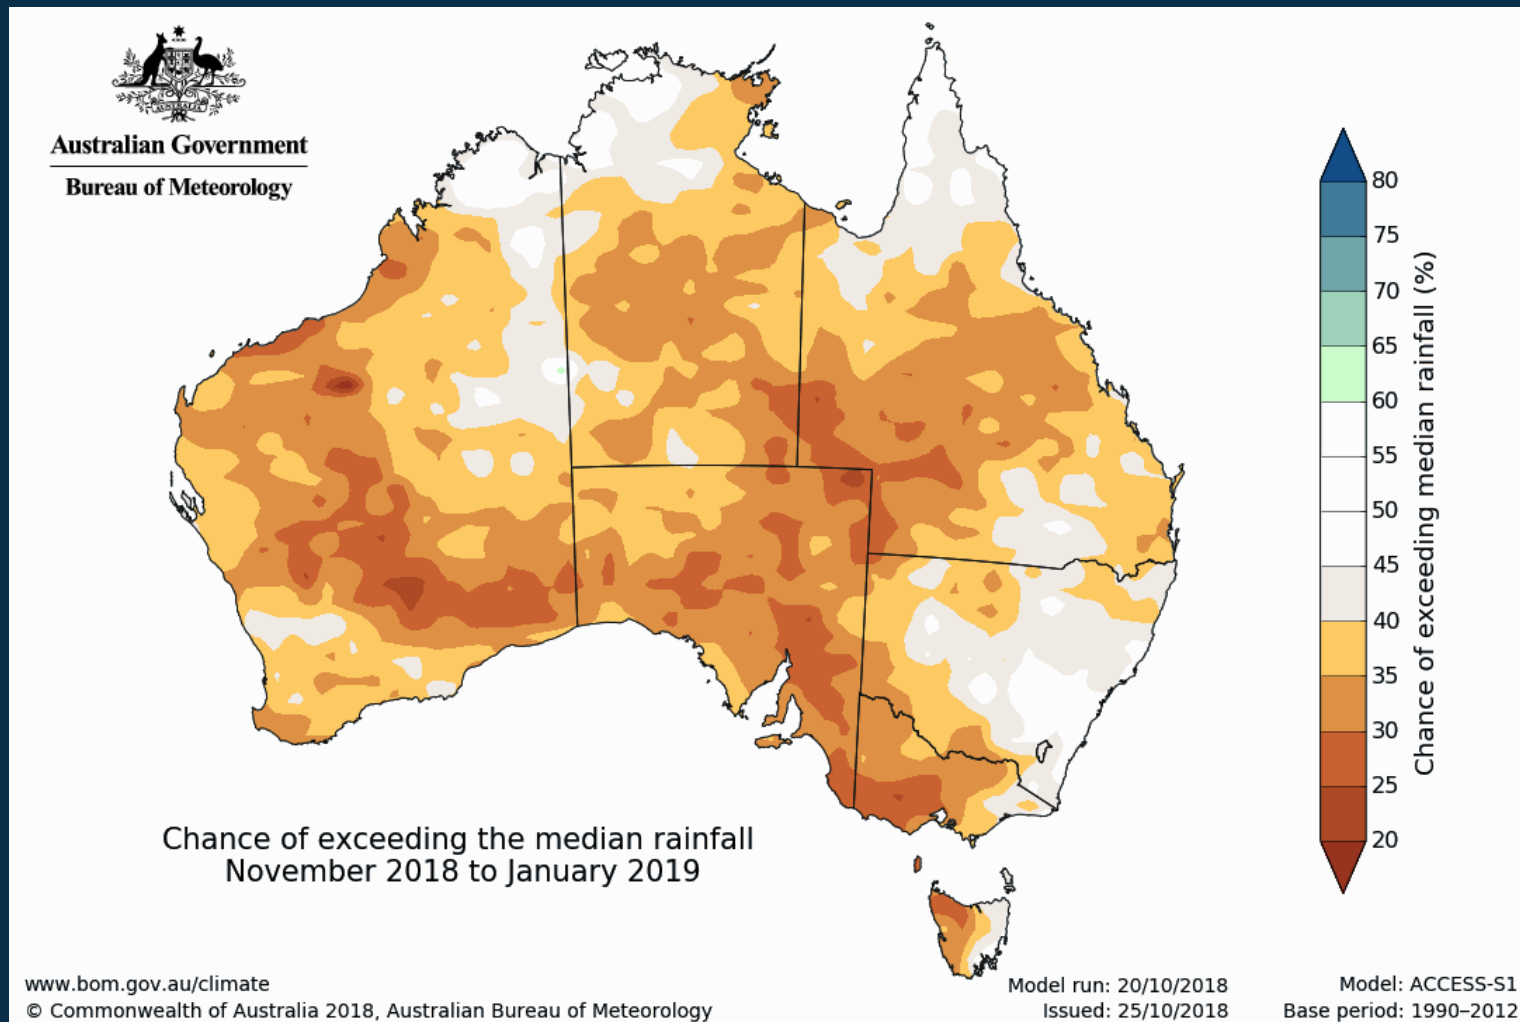 AUSTRALIA
Australian Government
Bureau of Meteorology
80
75
70
65
60
55
50
45
40
35
30
25
20
Chance of exceeding median rainfall (%)
Chance of exceeding the median rainfall
November 2018 to January 2019
www.bom.gov.au/climate
© Commonwealth of Australia 2018, Australian Bureau of Meteorology
Model run: 20/10/2018
Issued: 25/10/2018
Model: ACCESS-S1
Base period: 1990–2012